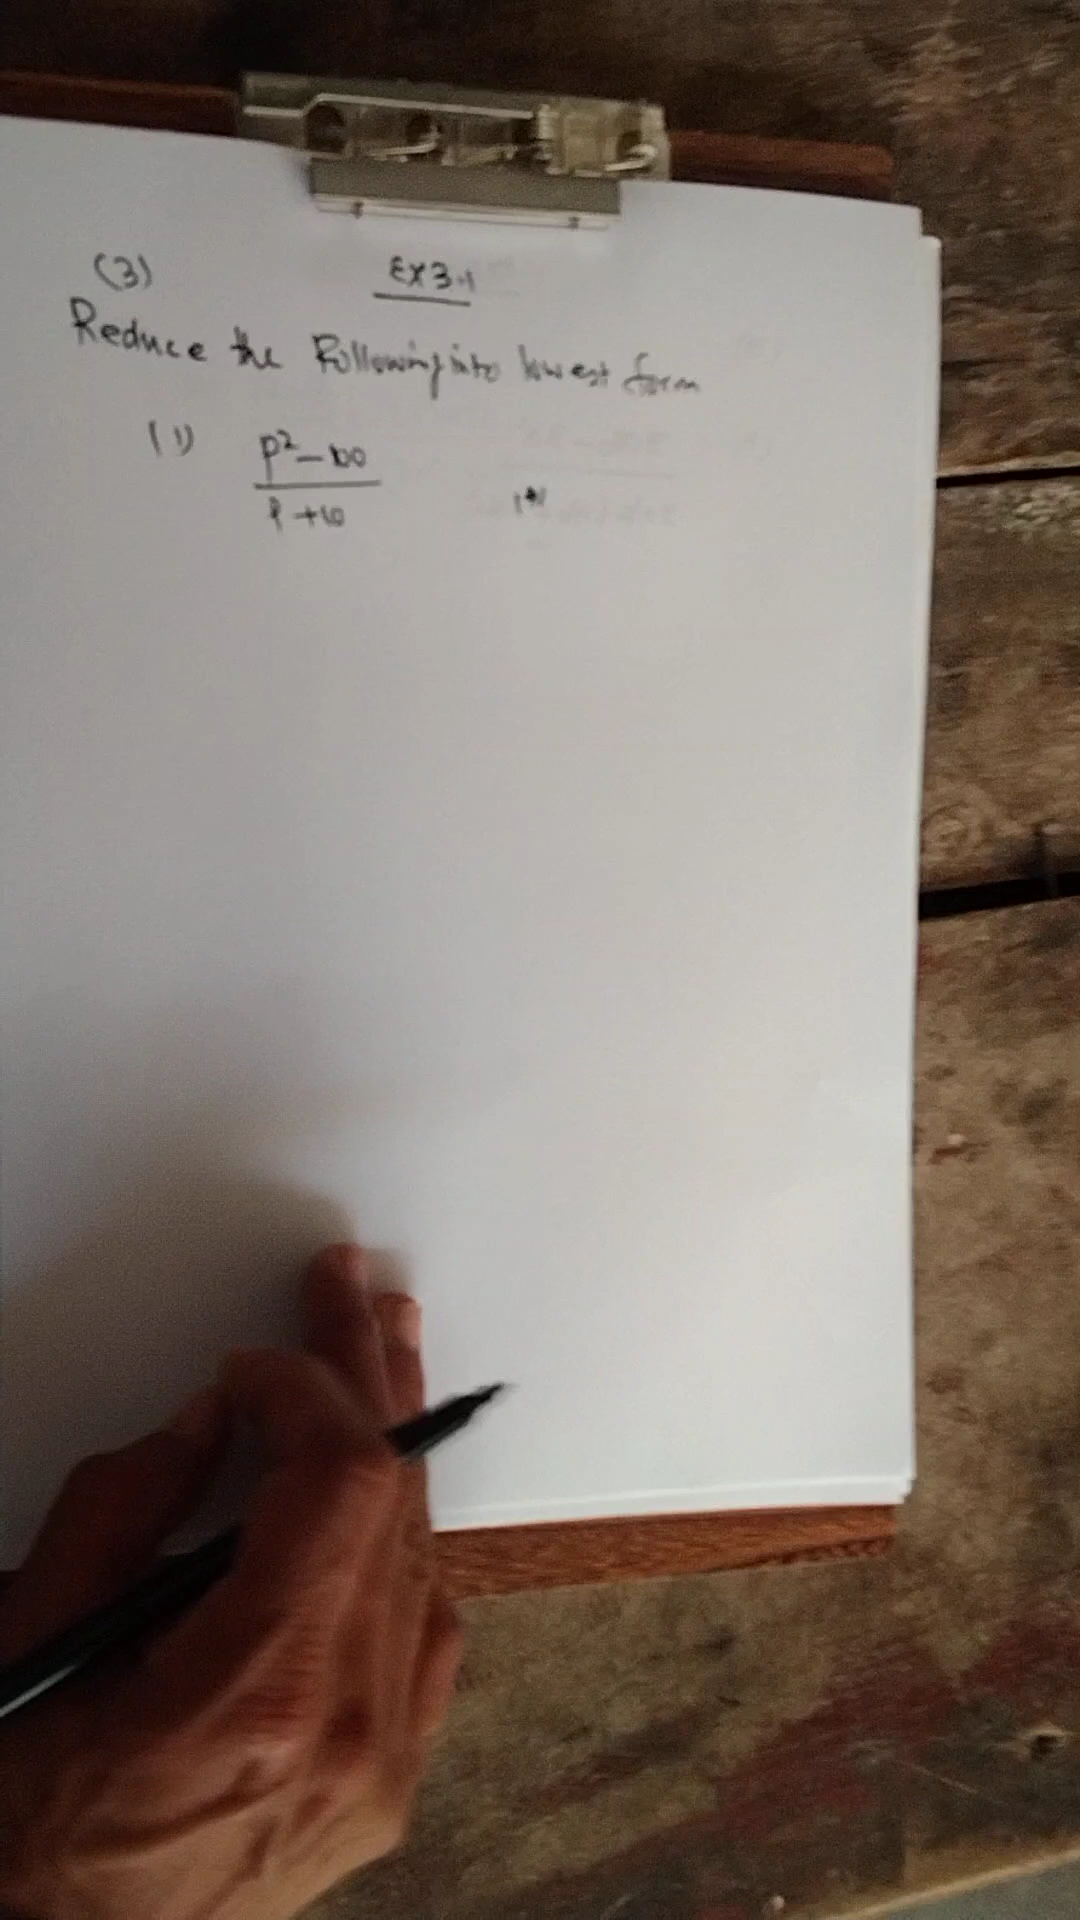 (3) Ex 3.1
Reduce the Following into lowest form
(1) p²-100
p+10